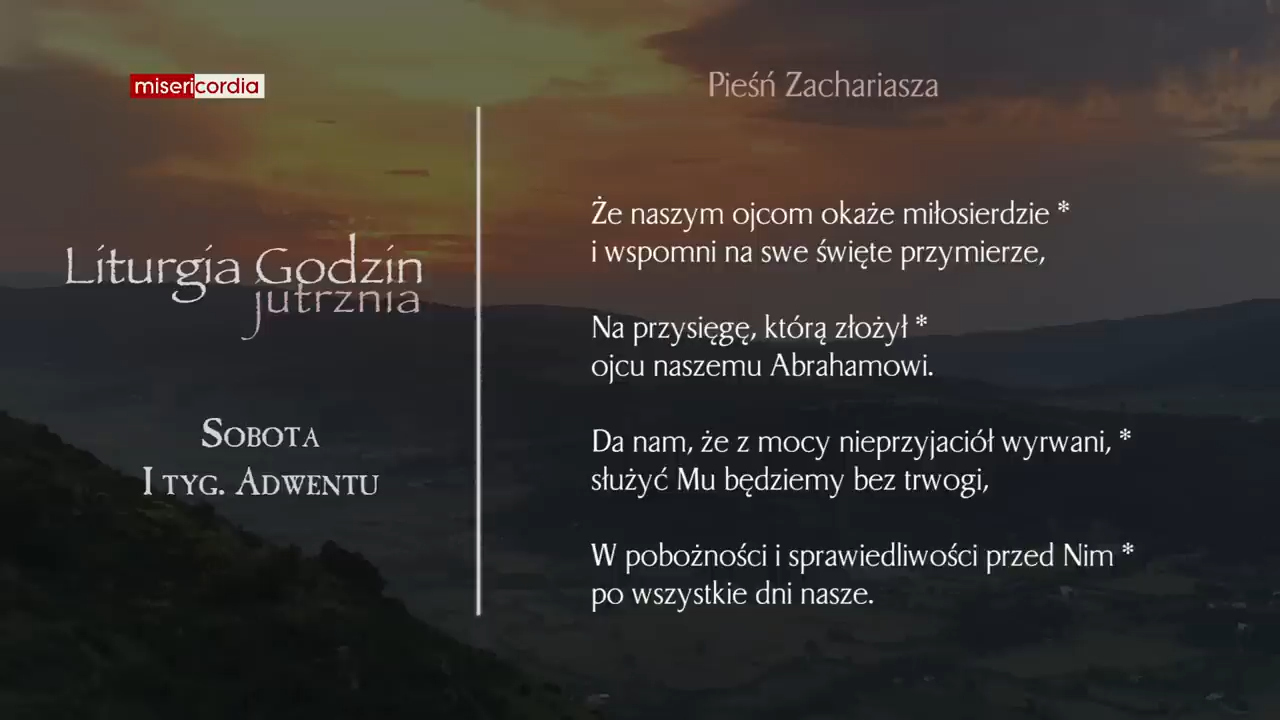 misericordia
Liturgia Godzin
jutrznia
Sobota
I tyg. Adwentu
Pieśń Zachariasza
Że naszym ojcom okaże miłosierdzie *
i wspomni na swe święte przymierze,
Na przysięgę, którą złożył *
ojcu naszemu Abrahamowi.
Da nam, że z mocy nieprzyjaciół wyrwani, *
służyć Mu będziemy bez trwogi,
W pobożności i sprawiedliwości przed Nim *
po wszystkie dni nasze.